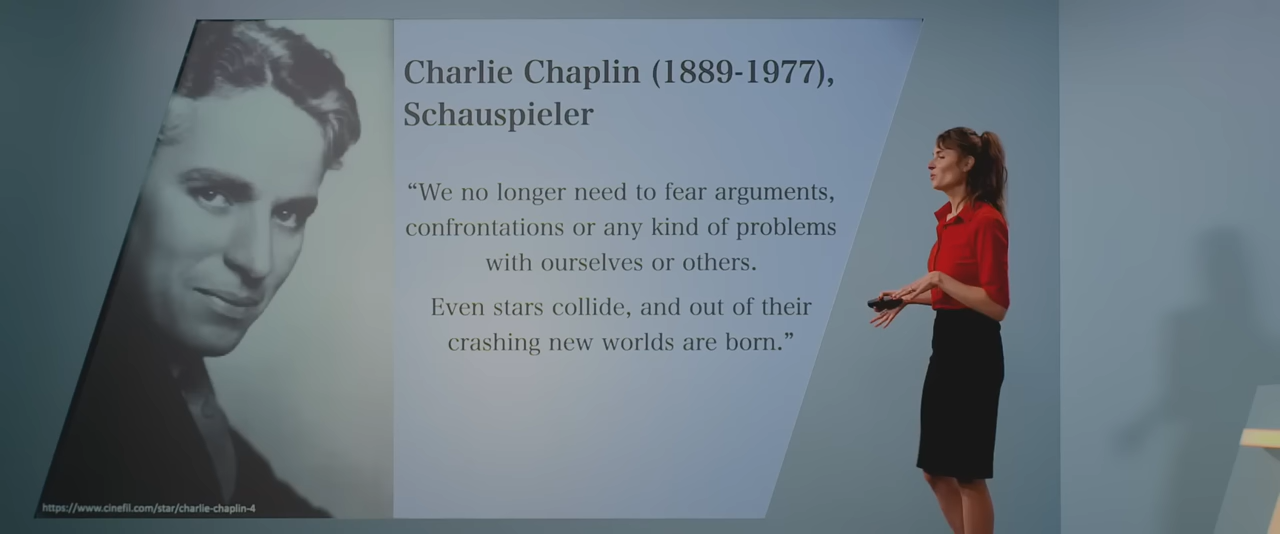 Charlie Chaplin (1889-1977),
Schauspieler
“We no longer need to fear arguments,
confrontations or any kind of problems
with ourselves or others.
Even stars collide, and out of their
crashing new worlds are born.”
https://www.cinefil.com/star/charlie-chaplin-4